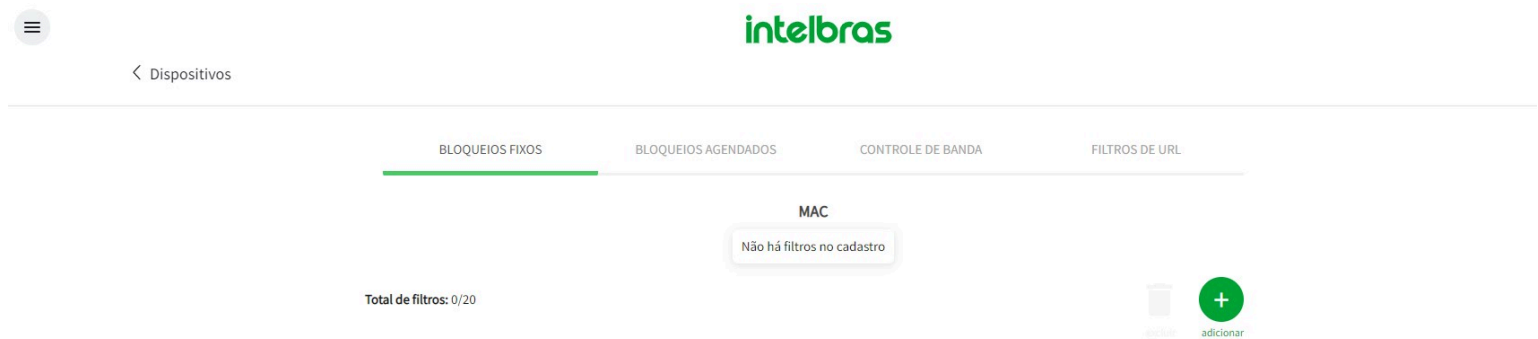 intelbras
Dispositivos
BLOQUEIOS FIXOS BLOQUEIOS AGENDADOS CONTROLE DE BANDA FILTROS DE URL
MAC
Não há filtros no cadastro
Total de filtros: 0/20
excluir adicionar